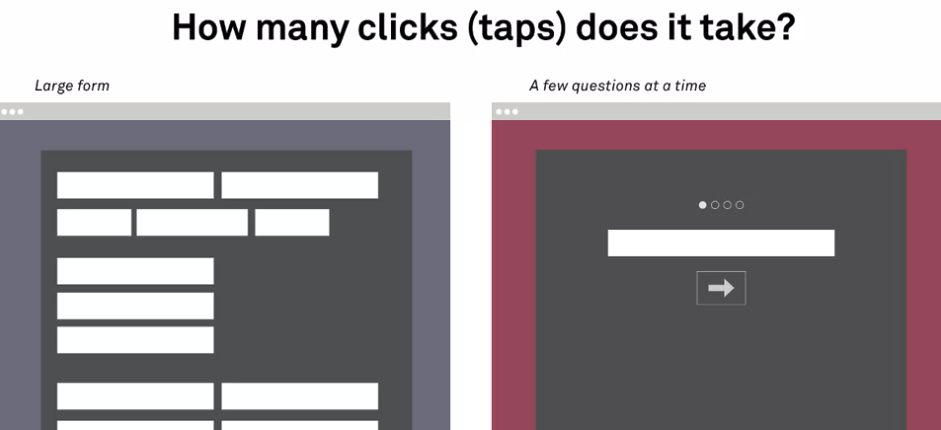 How many clicks (taps) does it take?
Large form
A few questions at a time